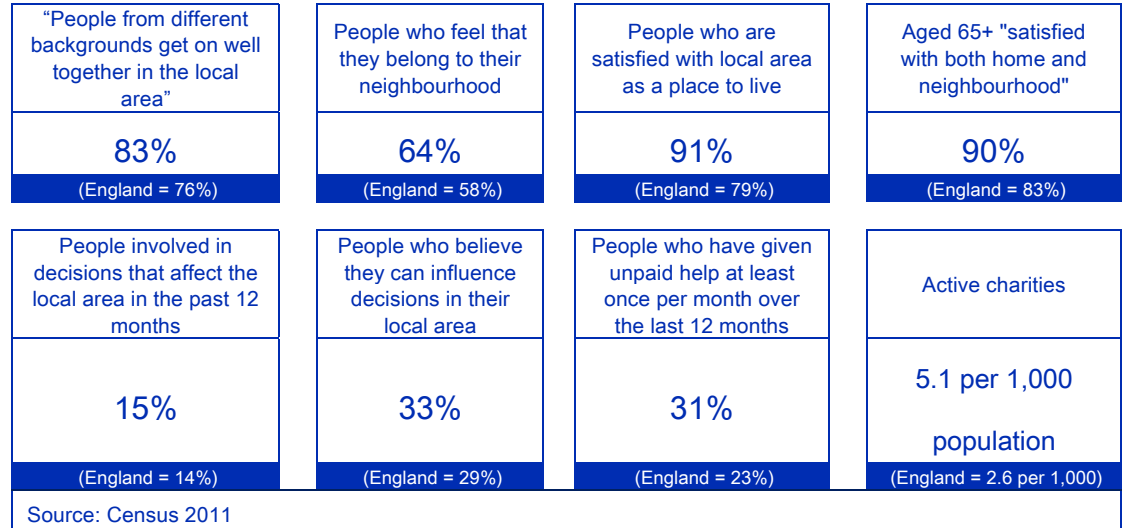 “People from different
backgrounds get on well
together in the local
area”
83%
(England = 76%)
People who feel that
they belong to their
neighbourhood
64%
(England = 58%)
People who are
satisfied with local area
as a place to live
91%
(England = 79%)
Aged 65+ "satisfied
with both home and
neighbourhood"
90%
(England = 83%)
People involved in
decisions that affect the
local area in the past 12
months
15%
(England = 14%)
People who believe
they can influence
decisions in their
local area
33%
(England = 29%)
People who have given
unpaid help at least
once per month over
the last 12 months
31%
(England = 23%)
Active charities
5.1 per 1,000
population
(England = 2.6 per 1,000)
Source: Census 2011